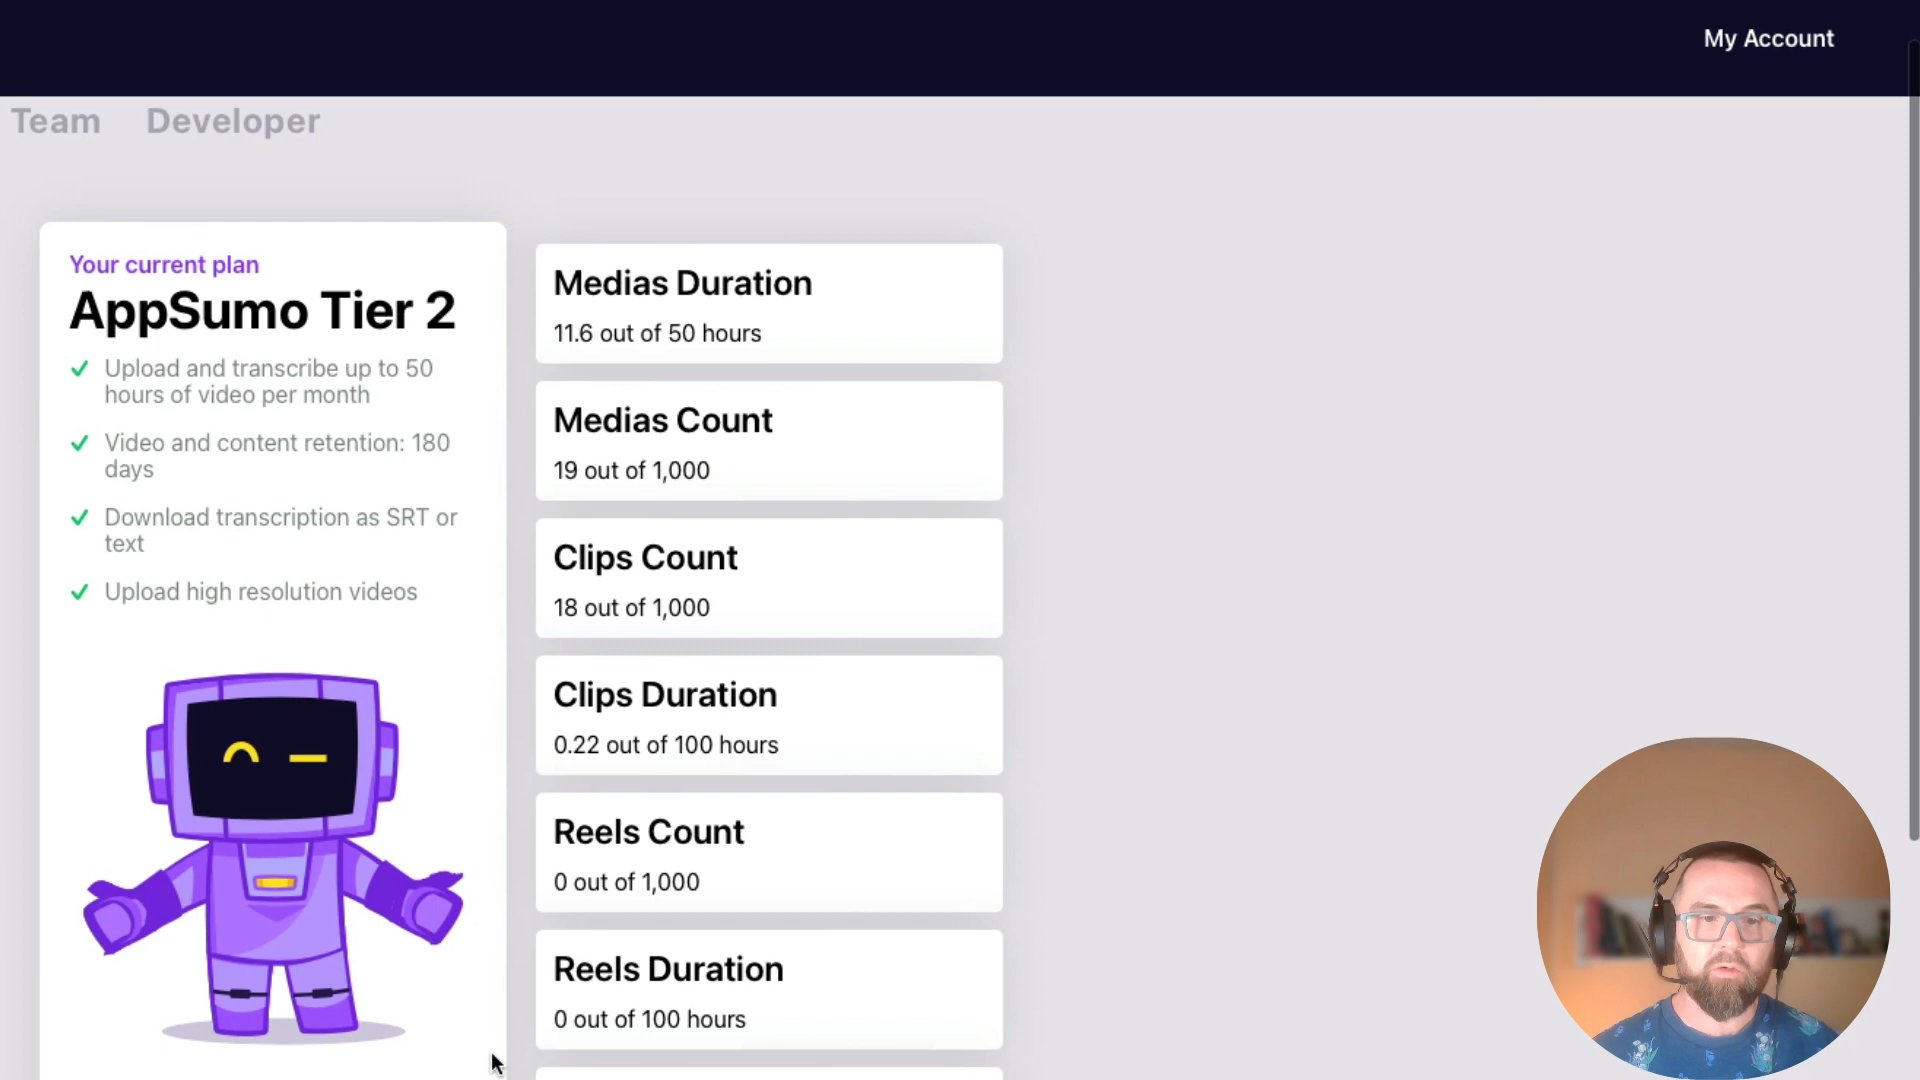 My Account
Team Developer
Your current plan
AppSumo Tier 2
Upload and transcribe up to 50
hours of video per month
Video and content retention: 180
days
Download transcription as SRT or
text
Upload high resolution videos
Medias Duration
11.6 out of 50 hours
Medias Count
19 out of 1,000
Clips Count
18 out of 1,000
Clips Duration
0.22 out of 100 hours
Reels Count
0 out of 1,000
Reels Duration
0 out of 100 hours